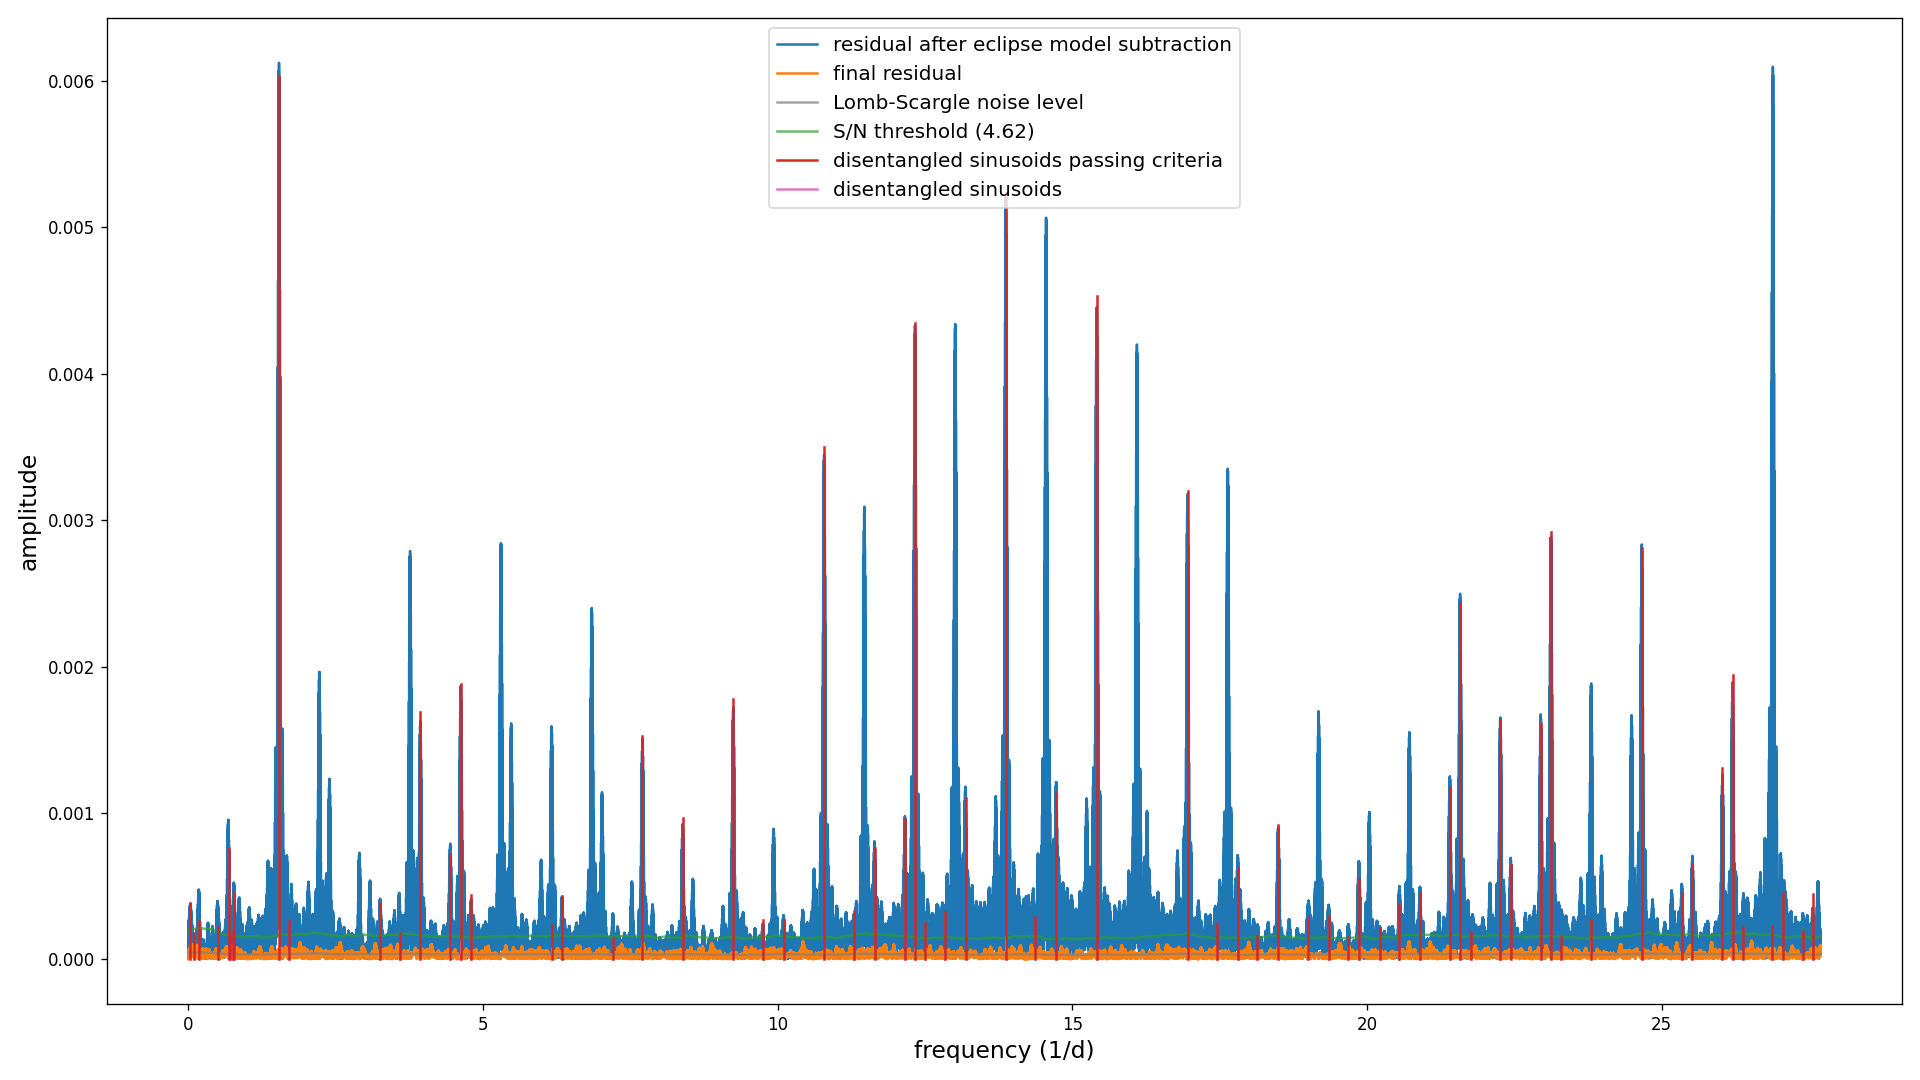 residual after eclipse model subtraction
final residual
Lomb-Scargle noise level
S/N threshold (4.62)
disentangled sinusoids passing criteria
disentangled sinusoids
amplitude
0.006
0.005
0.004
0.003
0.002
0.001
0.000
0 5 10 15 20 25
frequency (1/d)